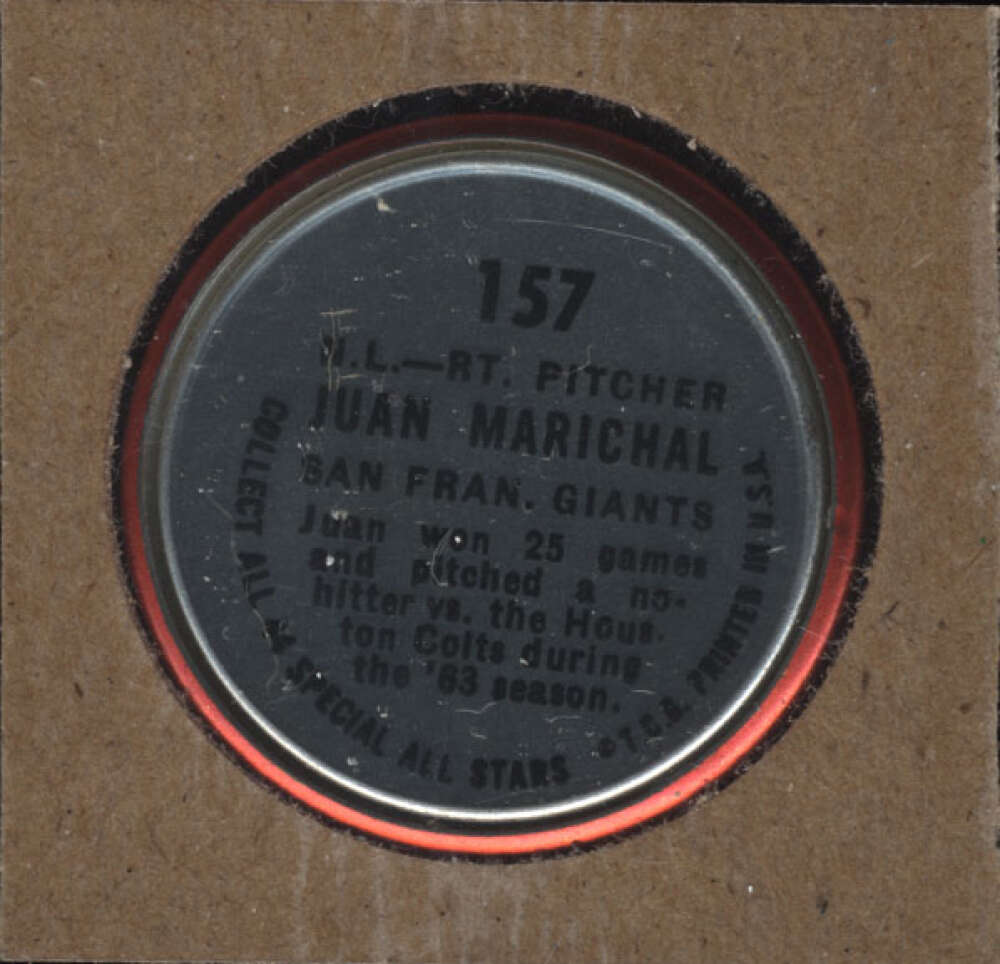 157
N.L.—RT. PITCHER
JUAN MARICHAL
SAN FRAN. GIANTS
Juan won 25 games
and pitched a no-
hitter vs. the Hous.
ton Colts during
the '63 season.
COLLECT ALL 44 SPECIAL ALL STARS
©T.C.G. PRINTED IN U.S.A.